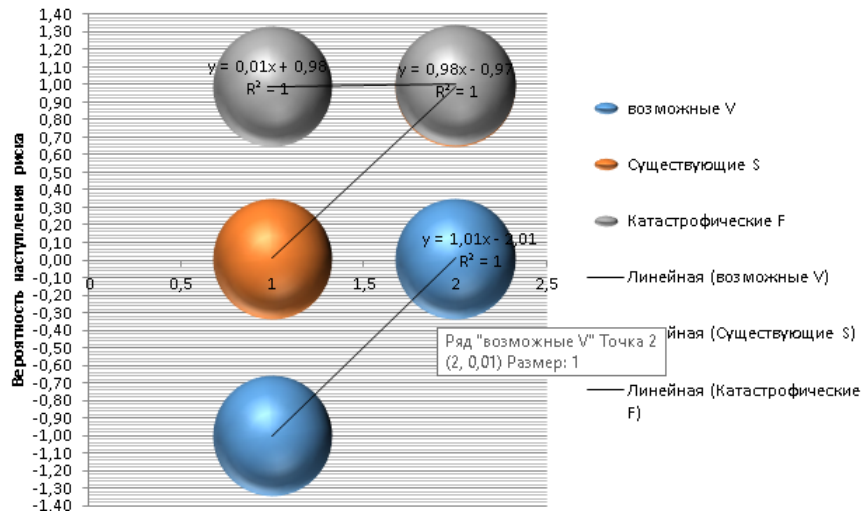 1,40
1,30
1,20
1,10
1,00
0,90
0,80
0,70
0,60
0,50
0,40
0,30
0,20
0,10
0,00
-0,10
-0,20
-0,30
-0,40
-0,50
-0,60
-0,70
-0,80
-0,90
-1,00
-1,10
-1,20
-1,30
-1,40
Вероятность наступления риска
0 0,5 1 1,5 2 2,5
y = 0,01x + 0,98
R² = 1
y = 0,98x - 0,97
R² = 1
y = 1,01x - 2,01
R² = 1
Ряд "возможные V" Точка 2
(2, 0,01) Размер: 1
возможные V
Существующие S
Катастрофические F
Линейная (возможные V)
йная (Существующие S)
Линейная (Катастрофические
F)